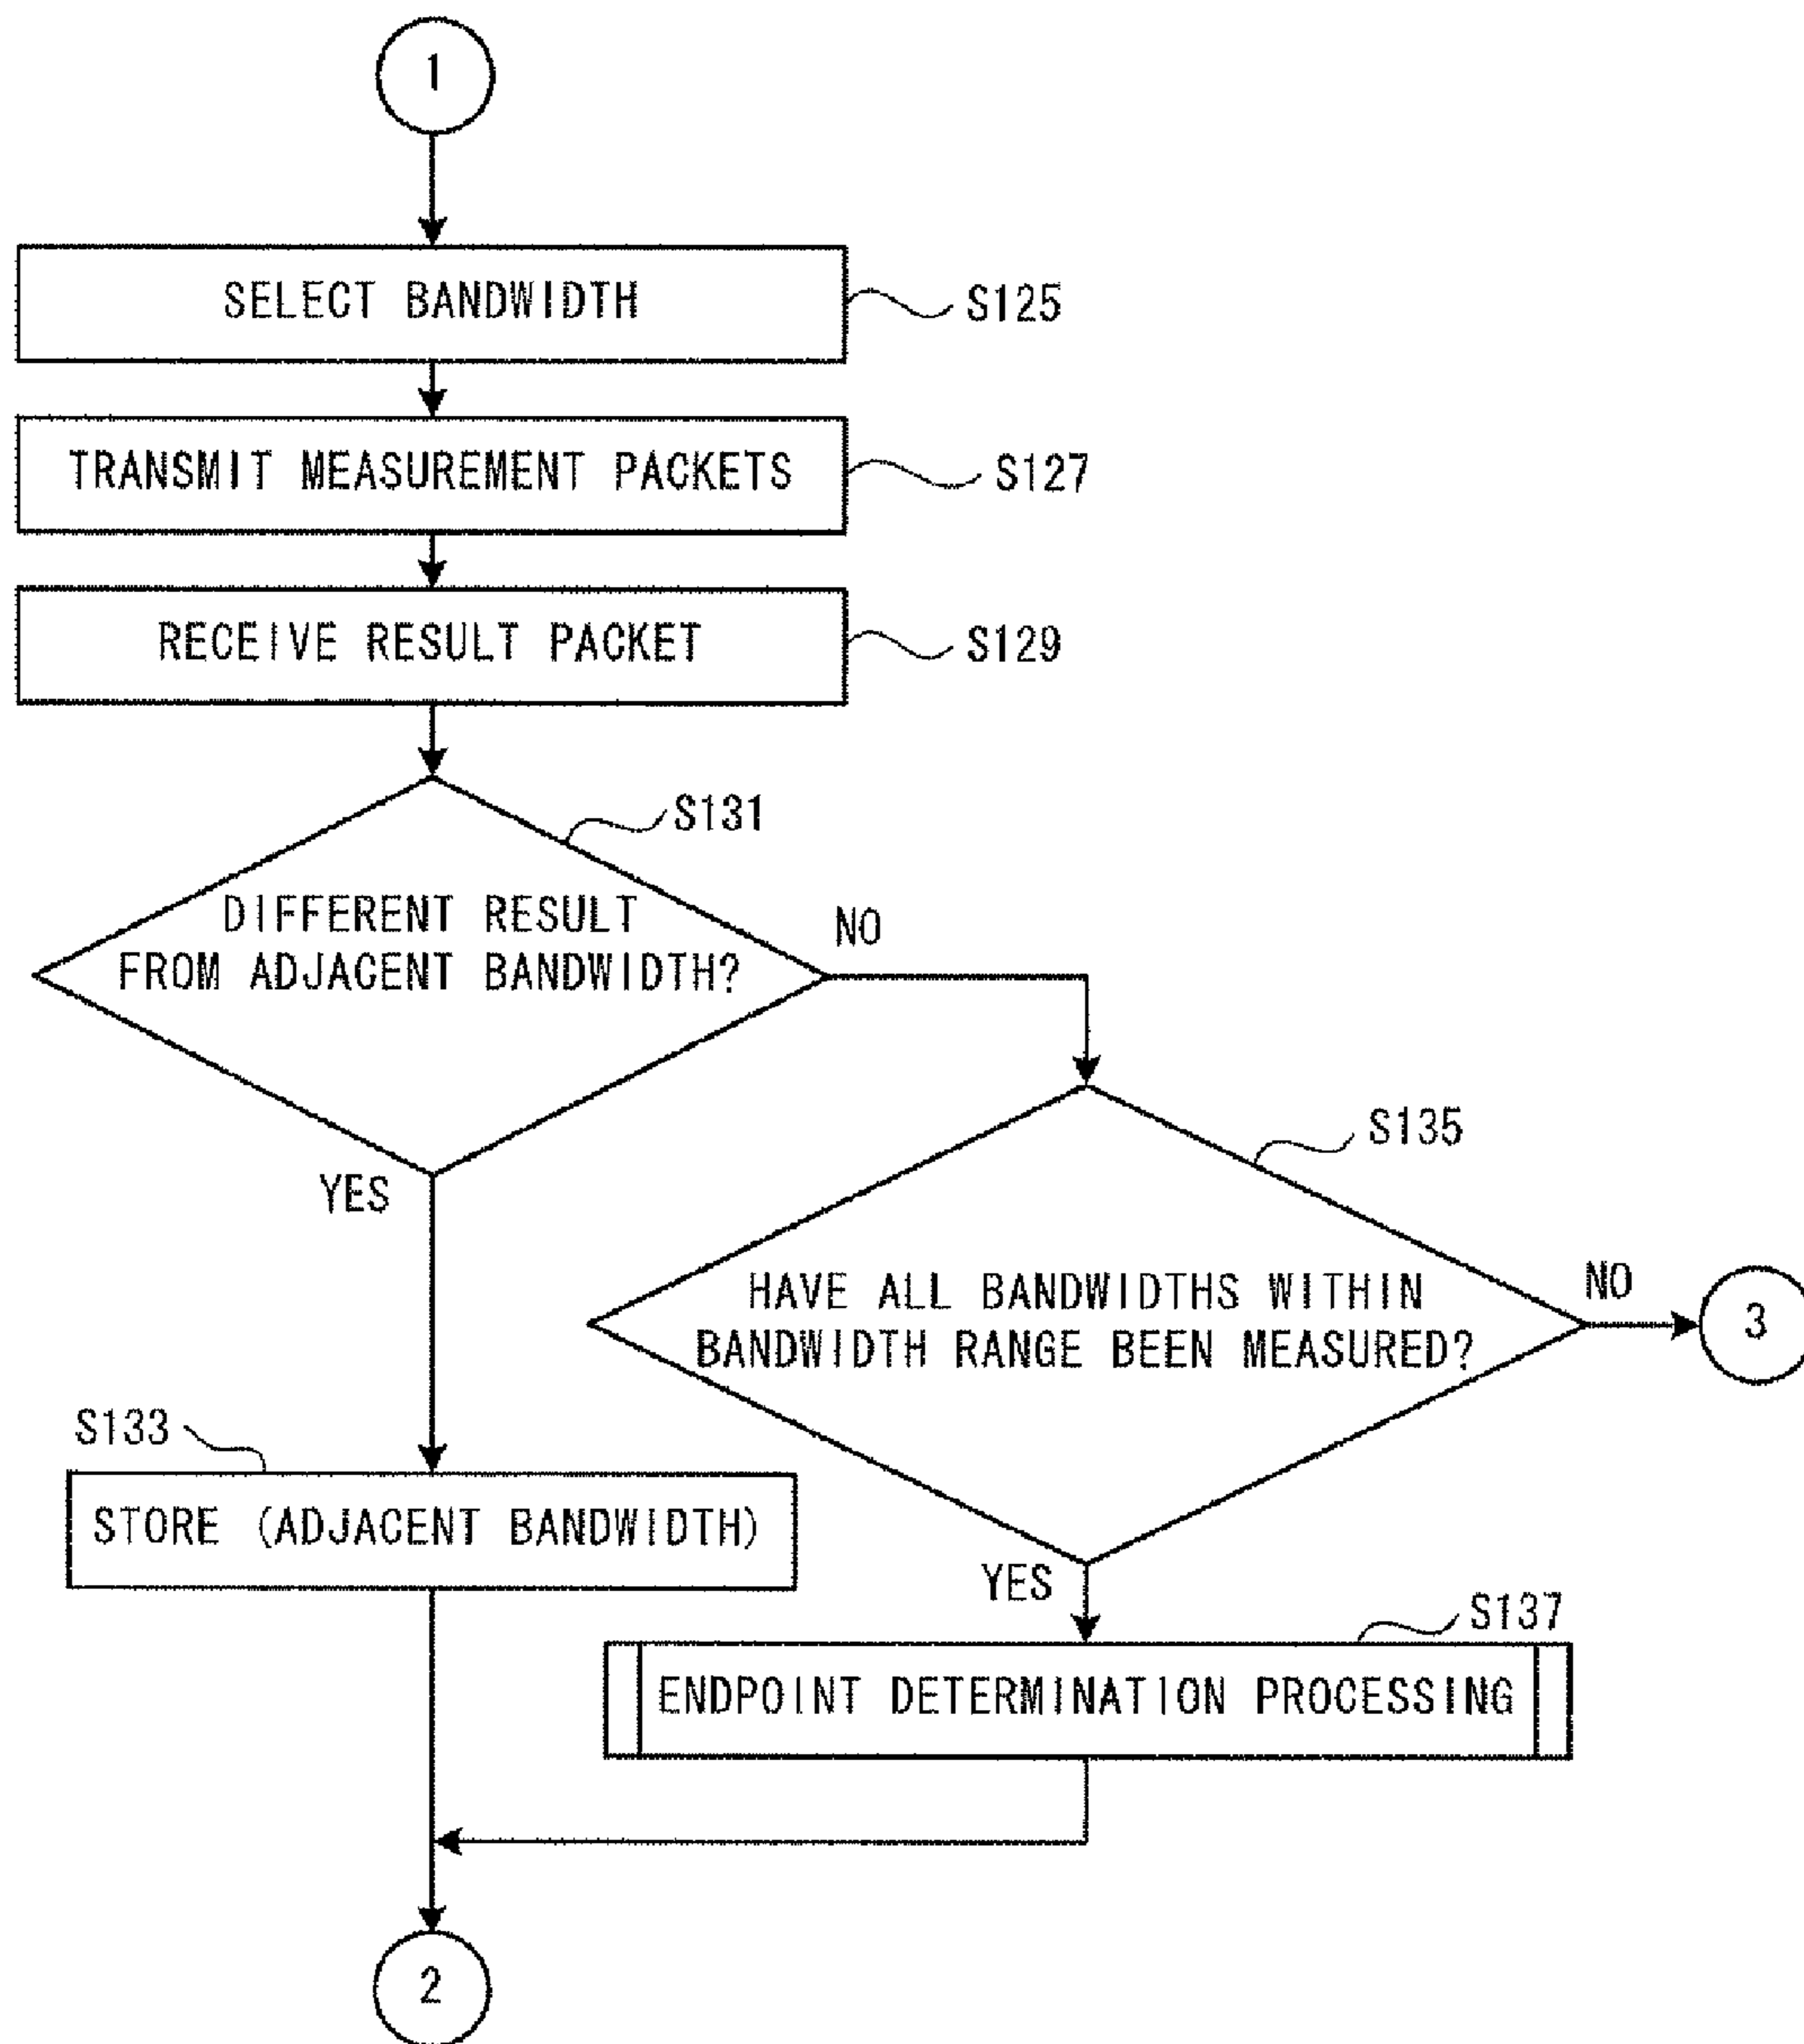 1
SELECT BANDWIDTH
S125
TRANSMIT MEASUREMENT PACKETS
S127
RECEIVE RESULT PACKET
S129
S131
DIFFERENT RESULT
FROM ADJACENT BANDWIDTH?
NO
YES
S135
HAVE ALL BANDWIDTHS WITHIN
BANDWIDTH RANGE BEEN MEASURED?
NO
3
S133
STORE (ADJACENT BANDWIDTH)
YES
S137
ENDPOINT DETERMINATION PROCESSING
2